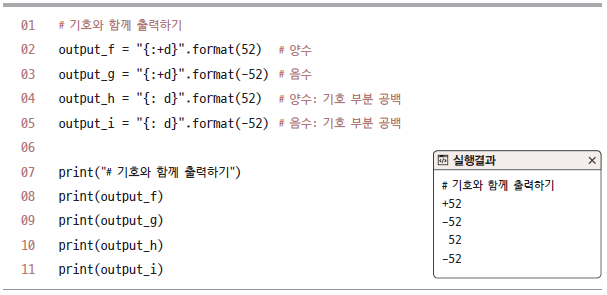 01 # 기호와 함께 출력하기
02 output_f = "{:+d}".format(52) # 양수
03 output_g = "{:+d}".format(-52) # 음수
04 output_h = "{: d}".format(52) # 양수: 기호 부분 공백
05 output_i = "{: d}".format(-52) # 음수: 기호 부분 공백
06
07 print("# 기호와 함께 출력하기")
08 print(output_f)
09 print(output_g)
10 print(output_h)
11 print(output_i)
실행결과 ×
# 기호와 함께 출력하기
+52
-52
 52
-52